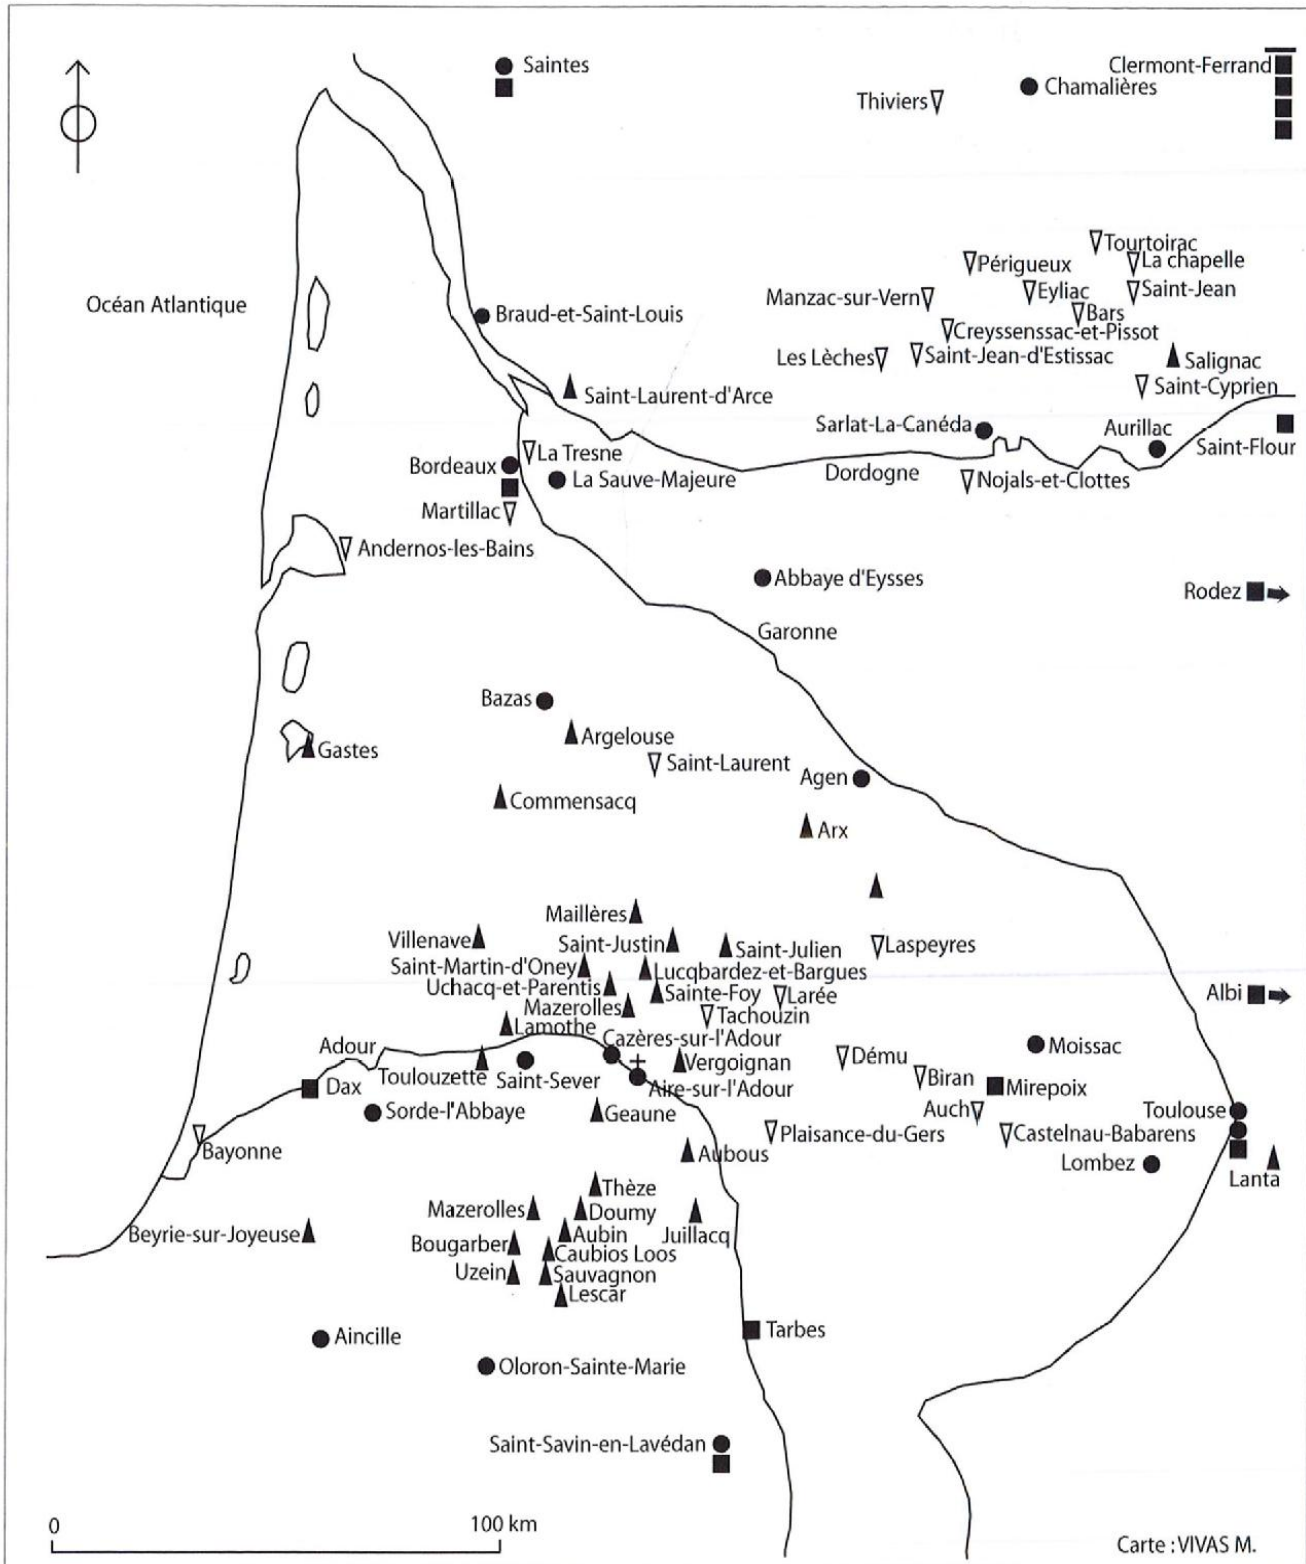 Saintes
Clermont-Ferrand
Chamalières
Thiviers
Tourtoirac
La chapelle
Périgueux
Océan Atlantique
Manzac-sur-Vern
Eyliac
Saint-Jean
Braud-et-Saint-Louis
Bars
Creyssenssac-et-Pissot
Les Lèches
Saint-Jean-d'Estissac
Salignac
Saint-Laurent-d'Arce
Saint-Cyprien
Sarlat-La-Canéda
Aurillac
Saint-Flour
La Tresne
Bordeaux
La Sauve-Majeure
Dordogne
Nojals-et-Clottes
Martillac
Andernos-les-Bains
Abbaye d'Eysses
Rodez
Garonne
Bazas
Argelouse
Gastes
Saint-Laurent
Agen
Commensacq
Arx
Maillères
Villenave
Saint-Justin
Saint-Julien
Laspeyres
Saint-Martin-d'Oney
Lucqbardez-et-Bargues
Uchacq-et-Parentis
Sainte-Foy
Larée
Albi
Mazerolles
Tachouzin
Lamothe
Cazères-sur-l'Adour
Adour
Moissac
Toulouzette
Saint-Sever
Vergoignan
Dému
Dax
Aire-sur-l'Adour
Biran
Mirepoix
Sorde-l'Abbaye
Geaune
Auch
Toulouse
Bayonne
Aubous
Plaisance-du-Gers
Castelnau-Babarens
Lombez
Lanta
Thèze
Mazerolles
Doumy
Beyrie-sur-Joyeuse
Aubin
Juillacq
Bougarber
Caubios Loos
Uzein
Sauvagnon
Lescar
Aincille
Tarbes
Oloron-Sainte-Marie
Saint-Savin-en-Lavédan
0
100 km
Carte : VIVAS M.